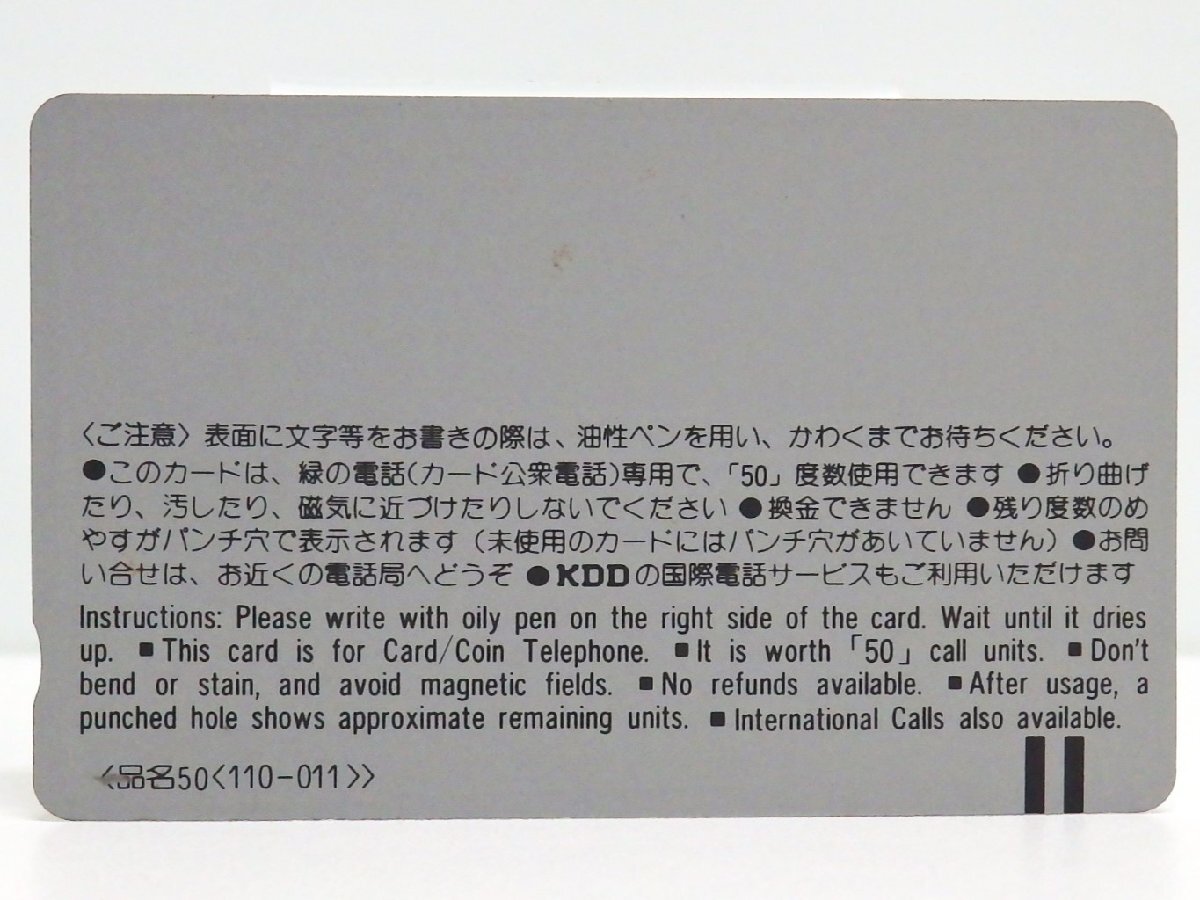 〈ご注意〉表面に文字等をお書きの際は、油性ペンを用い、かわくまでお待ちください。
●このカードは、緑の電話(カード公衆電話)専用で、「50」度数使用できます ●折り曲げ
たり、汚したり、磁気に近づけたりしないでください ●換金できません ●残り度数のめ
やすがパンチ穴で表示されます（未使用のカードにはパンチ穴があいていません）●お問
い合せは、お近くの電話局へどうぞ ●KDDの国際電話サービスもご利用いただけます
Instructions: Please write with oily pen on the right side of the card. Wait until it dries
up. ■This card is for Card/Coin Telephone. ■It is worth「50」call units. ■Don't
bend or stain, and avoid magnetic fields. ■No refunds available. ■After usage, a
punched hole shows approximate remaining units. ■International Calls also available.
〈品名50〈110-011〉〉